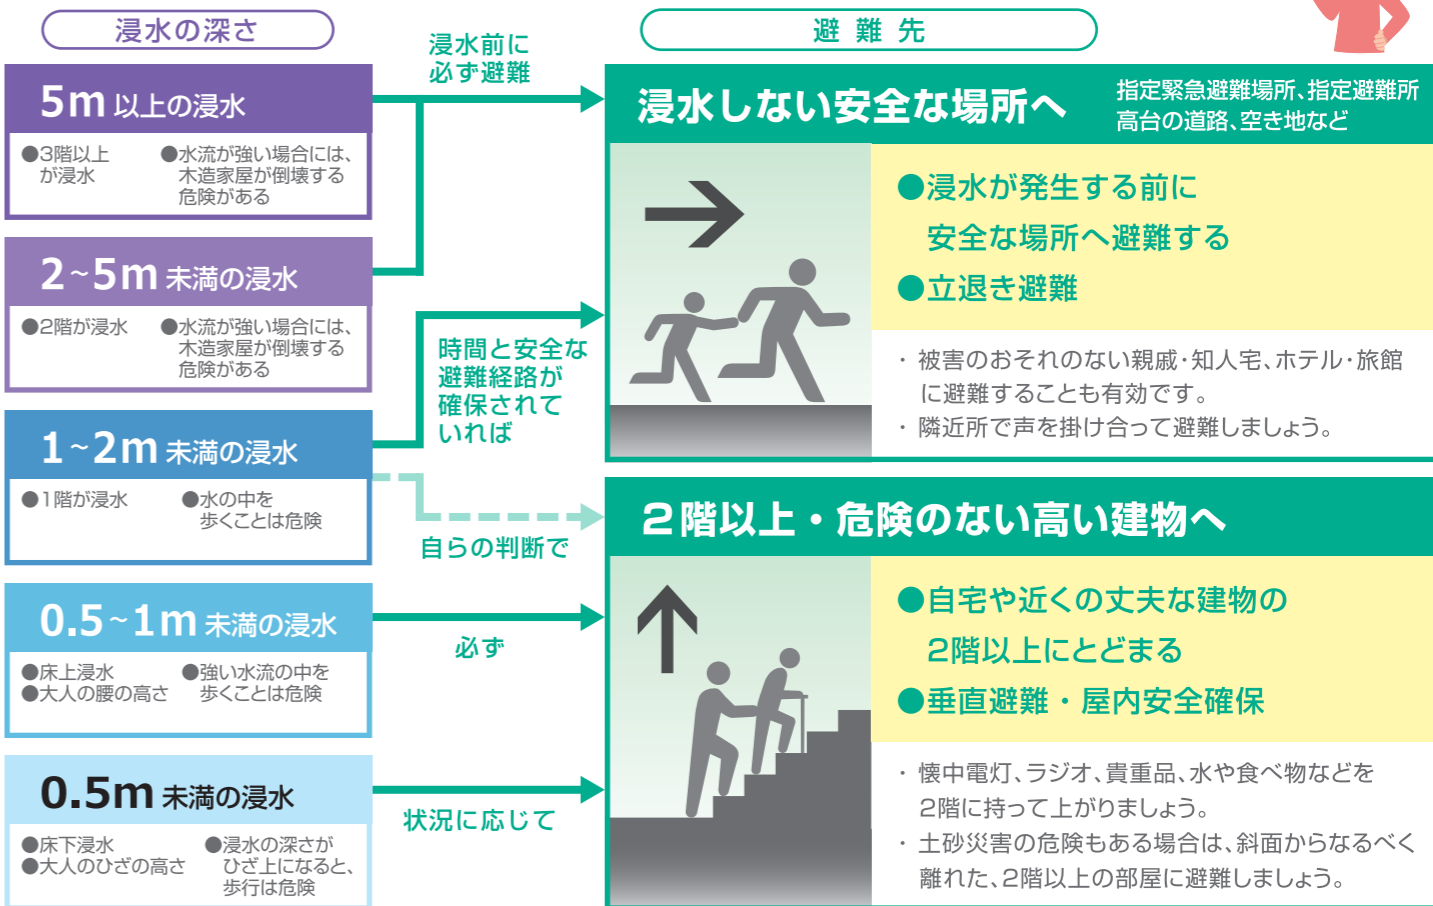 浸水の深さ
5m 以上の浸水
●3階以上
が浸水
●水流が強い場合には、
木造家屋が倒壊する
危険がある
2~5m 未満の浸水
●2階が浸水
●水流が強い場合には、
木造家屋が倒壊する
危険がある
1~2m 未満の浸水
●1階が浸水
●水の中を
歩くことは危険
0.5~1m 未満の浸水
●床上浸水
●大人の腰の高さ
●強い水流の中を
歩くことは危険
0.5m 未満の浸水
●床下浸水
●大人のひざの高さ
●浸水の深さが
ひざ上になると、
歩行は危険
浸水前に
必ず避難
時間と安全な
避難経路が
確保されて
いれば
自らの判断で
必ず
状況に応じて
避難先
浸水しない安全な場所へ
指定緊急避難場所、指定避難所
高台の道路、空き地など
●浸水が発生する前に
安全な場所へ避難する
●立退き避難
・被害のおそれのない親戚・知人宅、ホテル・旅館
に避難することも有効です。
・隣近所で声を掛け合って避難しましょう。
2階以上・危険のない高い建物へ
●自宅や近くの丈夫な建物の
2階以上にとどまる
●垂直避難・屋内安全確保
・懐中電灯、ラジオ、貴重品、水や食べ物などを
2階に持って上がりましょう。
・土砂災害の危険もある場合は、斜面からなるべく
離れた、2階以上の部屋に避難しましょう。